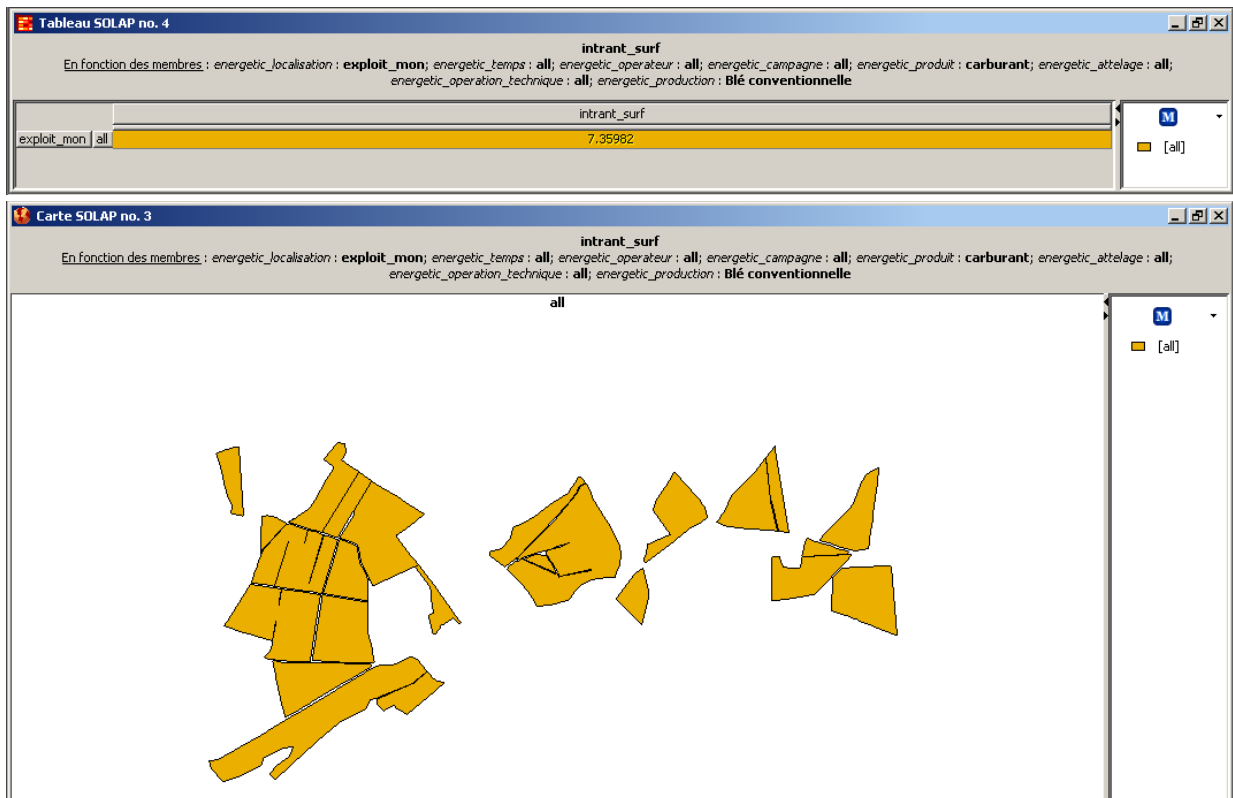 Tableau SOLAP no. 4
intrant_surf
En fonction des membres : energetic_localisation : exploit_mon; energetic_temps : all; energetic_operateur : all; energetic_campagne : all; energetic_produit : carburant; energetic_attelage : all;
energetic_operation_technique : all; energetic_production : Blé conventionnelle
intrant_surf
exploit_mon all 7.35982
M
[all]
Carte SOLAP no. 3
intrant_surf
En fonction des membres : energetic_localisation : exploit_mon; energetic_temps : all; energetic_operateur : all; energetic_campagne : all; energetic_produit : carburant; energetic_attelage : all;
energetic_operation_technique : all; energetic_production : Blé conventionnelle
all
M
[all]